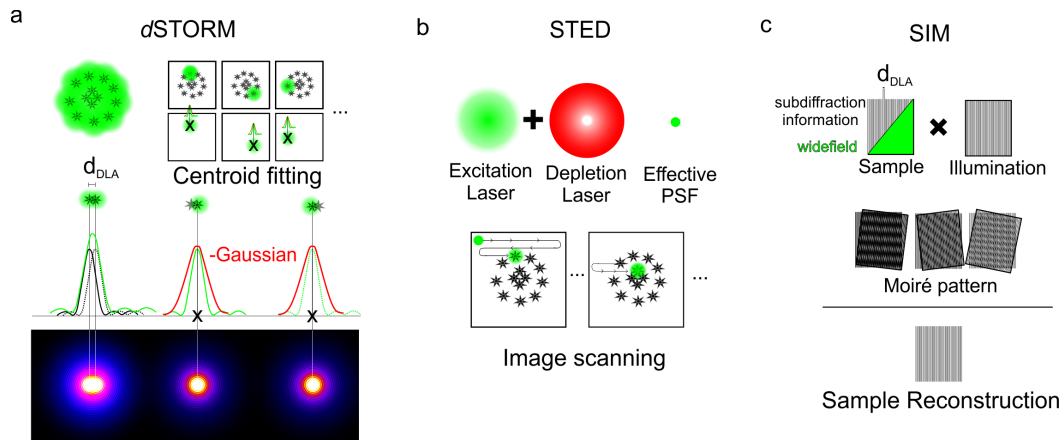 a
dSTORM
...
X
X
X
Centroid fitting
dDLA
-Gaussian
X
X
b
STED
Excitation
Laser
Depletion
Laser
Effective
PSF
...
...
Image scanning
c
SIM
dDLA
subdiffraction
information
widefield
Sample
Illumination
Moiré pattern
Sample Reconstruction